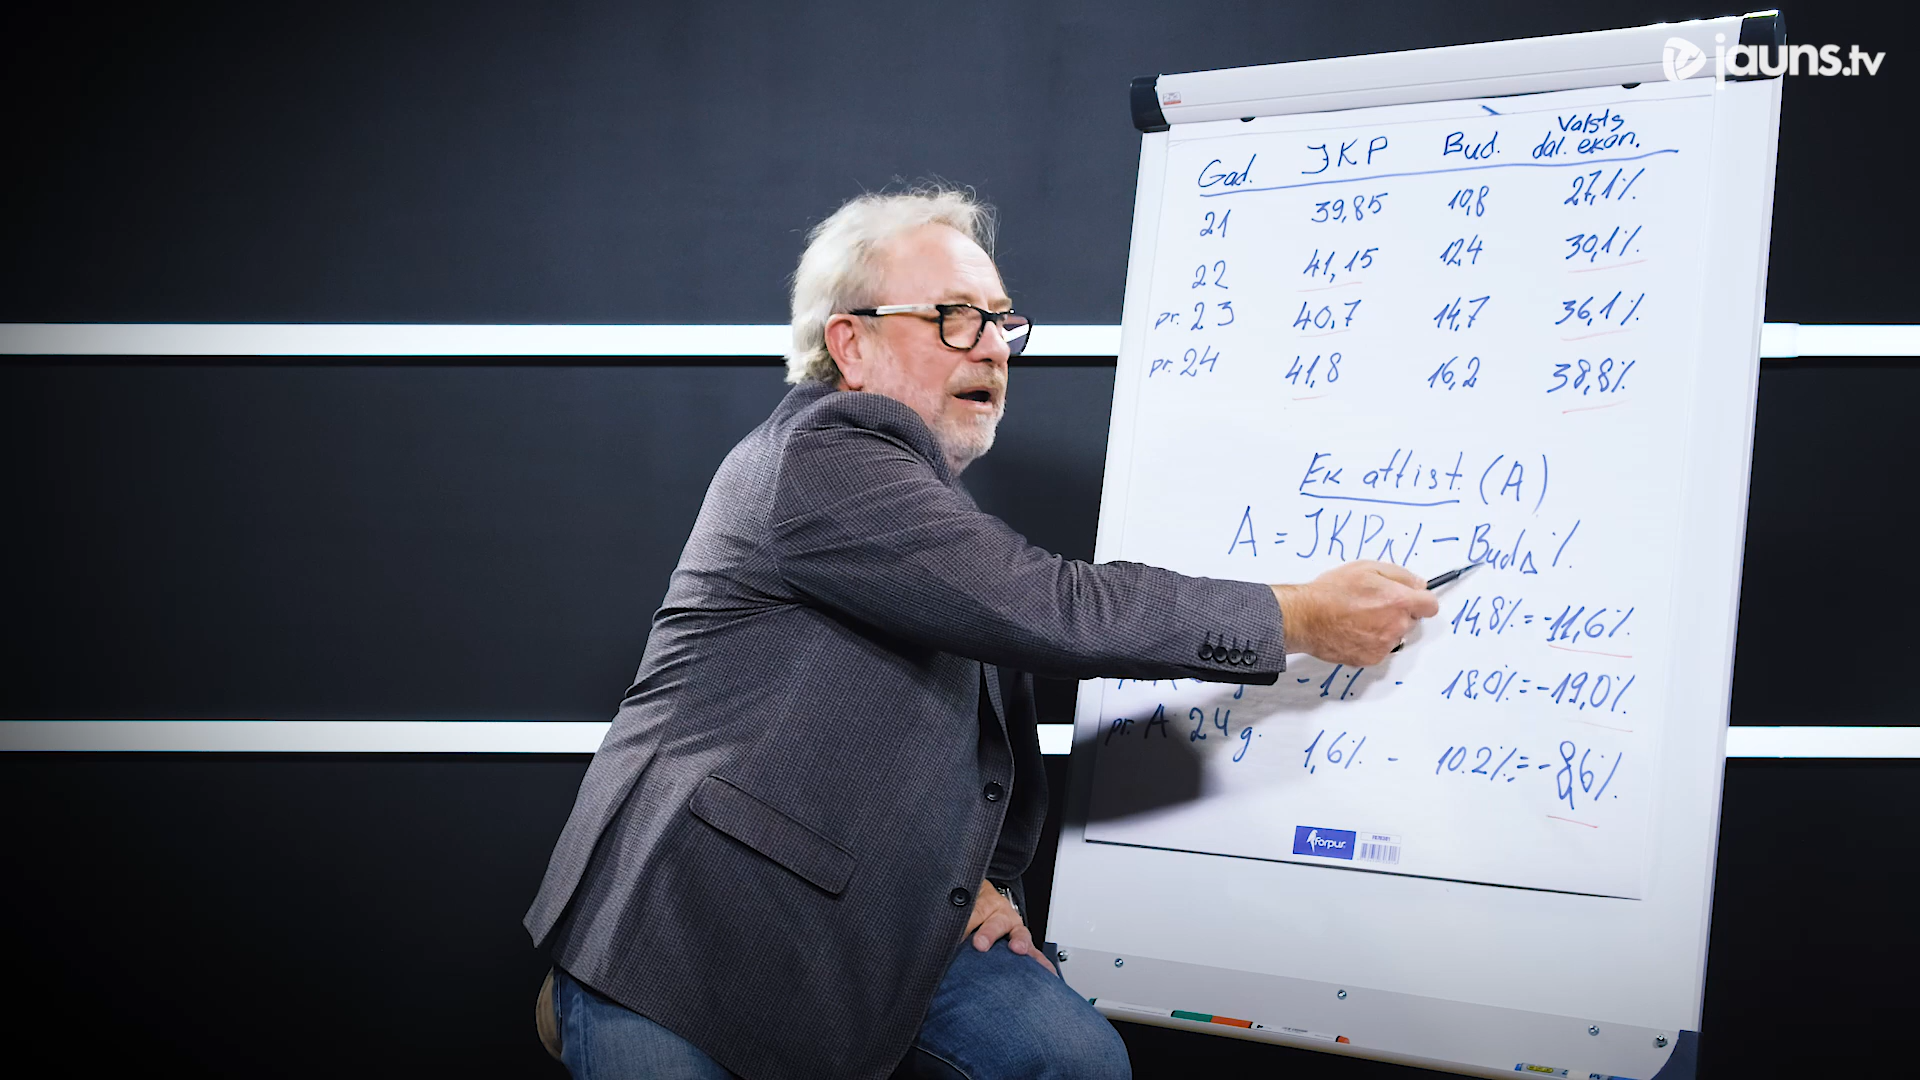 jauns.tv
Gad. IKP Bud. Valsts dal. ekon.
21 39,85 10,8 27,1%
22 41,15 12,4 30,1%
pr. 23 40,7 14,7 36,1%
pr. 24 41,8 16,2 38,8%
Ek attist. (A)
A = IKPΔ% - BudΔ%
14,8% = -11,6%
-1% - 18,0% = -19,0%
pr. A 24 g. 1,6% - 10.2% = -8,6%
Forpus